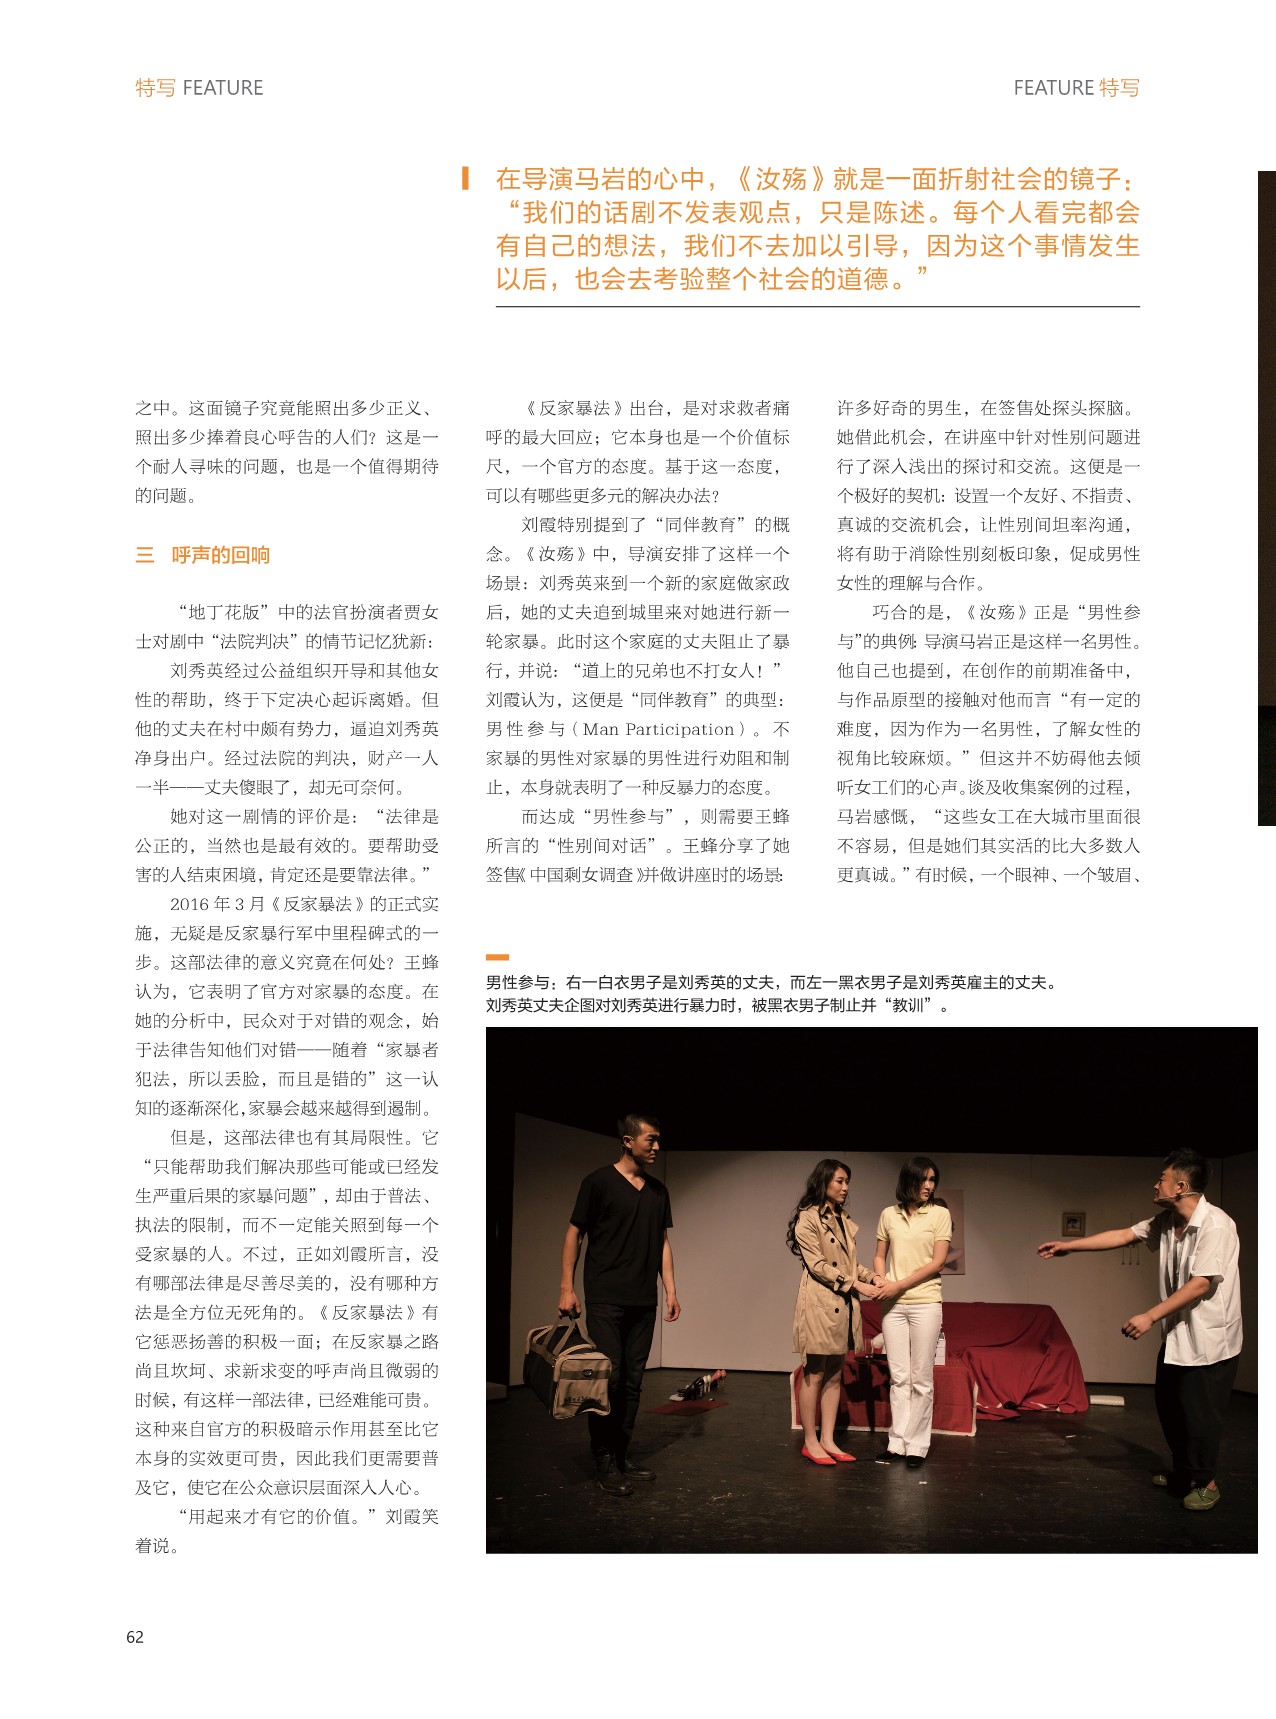 特写 FEATURE
FEATURE 特写
在导演马岩的心中，《汝殇》就是一面折射社会的镜子：
“我们的话剧不发表观点，只是陈述。每个人看完都会
有自己的想法，我们不去加以引导，因为这个事情发生
以后，也会去考验整个社会的道德。”
之中。这面镜子究竟能照出多少正义、
照出多少捧着良心呼告的人们？这是一
个耐人寻味的问题，也是一个值得期待
的问题。
三 呼声的回响
“地丁花版”中的法官扮演者贾女
士对剧中“法院判决”的情节记忆犹新：
刘秀英经过公益组织开导和其他女
性的帮助，终于下定决心起诉离婚。但
他的丈夫在村中颇有势力，逼迫刘秀英
净身出户。经过法院的判决，财产一人
一半——丈夫傻眼了，却无可奈何。
她对这一剧情的评价是：“法律是
公正的，当然也是最有效的。要帮助受
害的人结束困境，肯定还是要靠法律。”
2016 年 3 月《反家暴法》的正式实
施，无疑是反家暴行军中里程碑式的一
步。这部法律的意义究竟在何处？王蜂
认为，它表明了官方对家暴的态度。在
她的分析中，民众对于对错的观念，始
于法律告知他们对错——随着“家暴者
犯法，所以丢脸，而且是错的”这一认
知的逐渐深化，家暴会越来越得到遏制。
但是，这部法律也有其局限性。它
“只能帮助我们解决那些可能或已经发
生严重后果的家暴问题”，却由于普法、
执法的限制，而不一定能关照到每一个
受家暴的人。不过，正如刘霞所言，没
有哪部法律是尽善尽美的，没有哪种方
法是全方位无死角的。《反家暴法》有
它惩恶扬善的积极一面；在反家暴之路
尚且坎坷、求新求变的呼声尚且微弱的
时候，有这样一部法律，已经难能可贵。
这种来自官方的积极暗示作用甚至比它
本身的实效更可贵，因此我们更需要普
及它，使它在公众意识层面深入人心。
“用起来才有它的价值。”刘霞笑
着说。
《反家暴法》出台，是对求救者痛
呼的最大回应；它本身也是一个价值标
尺，一个官方的态度。基于这一态度，
可以有哪些更多元的解决办法？
刘霞特别提到了“同伴教育”的概
念。《汝殇》中，导演安排了这样一个
场景：刘秀英来到一个新的家庭做家政
后，她的丈夫追到城里来对她进行新一
轮家暴。此时这个家庭的丈夫阻止了暴
行，并说：“道上的兄弟也不打女人！”
刘霞认为，这便是“同伴教育”的典型：
男性参与（Man Participation）。不
家暴的男性对家暴的男性进行劝阻和制
止，本身就表明了一种反暴力的态度。
而达成“男性参与”，则需要王蜂
所言的“性别间对话”。王蜂分享了她
签售《中国剩女调查》并做讲座时的场景：
许多好奇的男生，在签售处探头探脑。
她借此机会，在讲座中针对性别问题进
行了深入浅出的探讨和交流。这便是一
个极好的契机：设置一个友好、不指责、
真诚的交流机会，让性别间坦率沟通，
将有助于消除性别刻板印象，促成男性
女性的理解与合作。
巧合的是，《汝殇》正是“男性参
与”的典例：导演马岩正是这样一名男性。
他自己也提到，在创作的前期准备中，
与作品原型的接触对他而言“有一定的
难度，因为作为一名男性，了解女性的
视角比较麻烦。”但这并不妨碍他去倾
听女工们的心声。谈及收集案例的过程，
马岩感慨，“这些女工在大城市里面很
不容易，但是她们其实活的比大多数人
更真诚。”有时候，一个眼神、一个皱眉、
男性参与：右一白衣男子是刘秀英的丈夫，而左一黑衣男子是刘秀英雇主的丈夫。
刘秀英丈夫企图对刘秀英进行暴力时，被黑衣男子制止并“教训”。
62